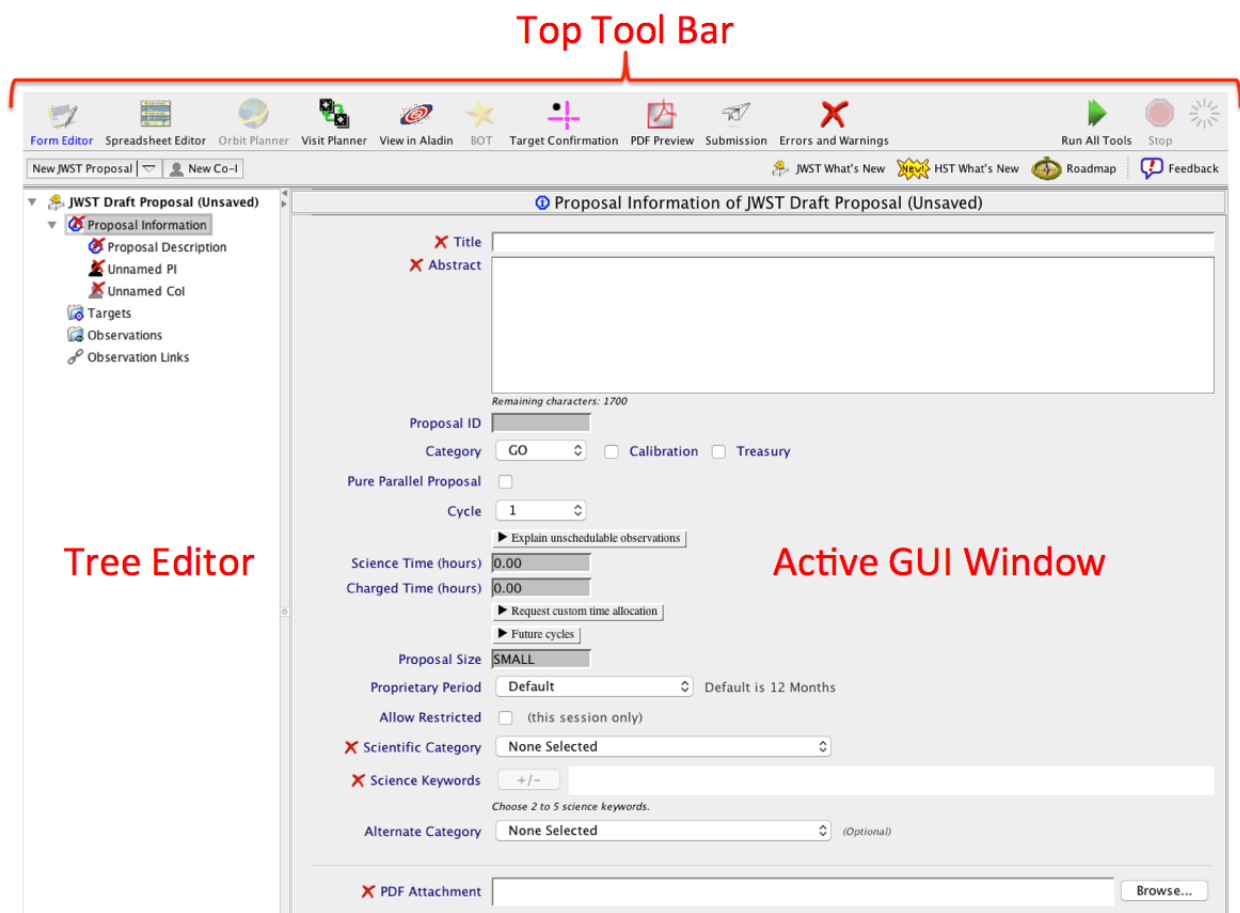 Top Tool Bar
Form Editor Spreadsheet Editor Orbit Planner Visit Planner View in Aladin BOT Target Confirmation PDF Preview Submission Errors and Warnings Run All Tools Stop
New JWST Proposal New Co-I JWST What's New New! HST What's New Roadmap Feedback
JWST Draft Proposal (Unsaved)
Proposal Information
Proposal Description
Unnamed PI
Unnamed CoI
Targets
Observations
Observation Links
Tree Editor
Proposal Information of JWST Draft Proposal (Unsaved)
Title
Abstract
Remaining characters: 1700
Proposal ID
Category GO Calibration Treasury
Pure Parallel Proposal
Cycle 1
Explain unschedulable observations
Active GUI Window
Science Time (hours) 0.00
Charged Time (hours) 0.00
Request custom time allocation
Future cycles
Proposal Size SMALL
Proprietary Period Default Default is 12 Months
Allow Restricted (this session only)
Scientific Category None Selected
Science Keywords +/-
Choose 2 to 5 science keywords.
Alternate Category None Selected (Optional)
PDF Attachment Browse...